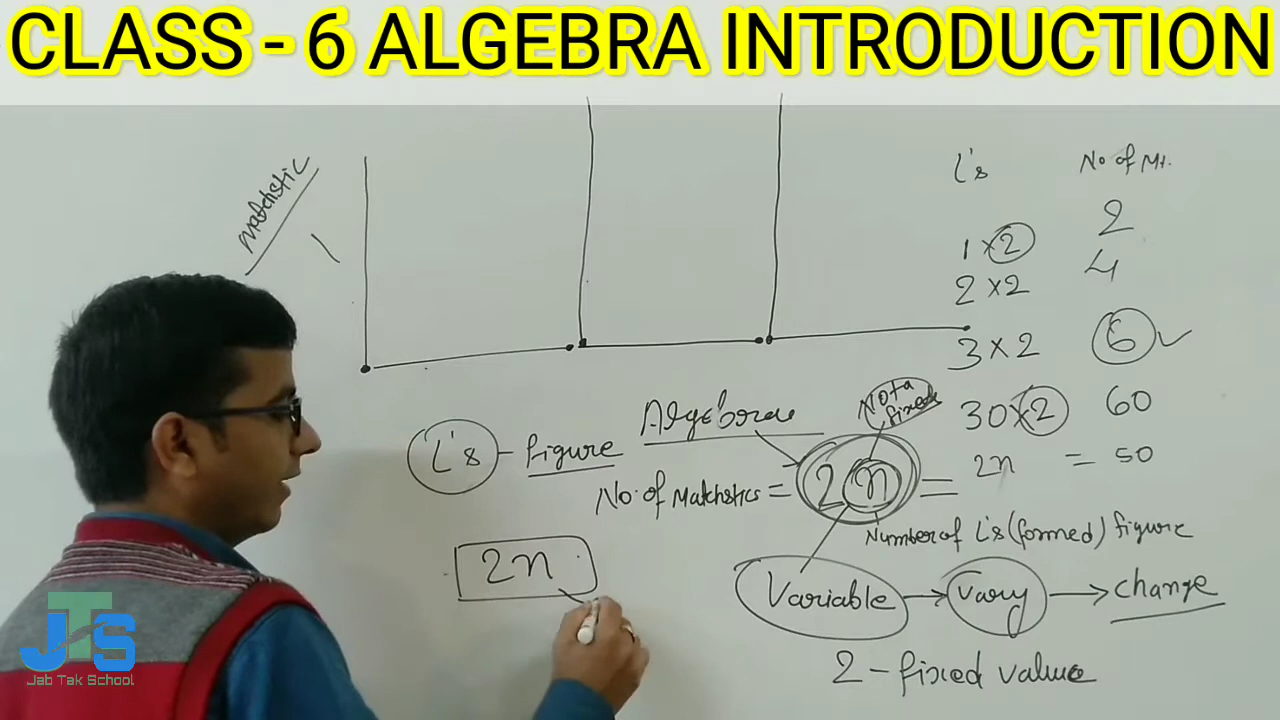 CLASS - 6 ALGEBRA INTRODUCTION
matchstic
L's No of Mt.
1 x 2 2
2 x 2 4
3 x 2 6
30 x 2 60
2n = 50
L's - figure
Algebra
Not a
fixed
No. of Matchstics = 2n =
Number of L's (formed) figure
2n
Variable → vary → change
2 - fixed value
JTS
Jab Tak School